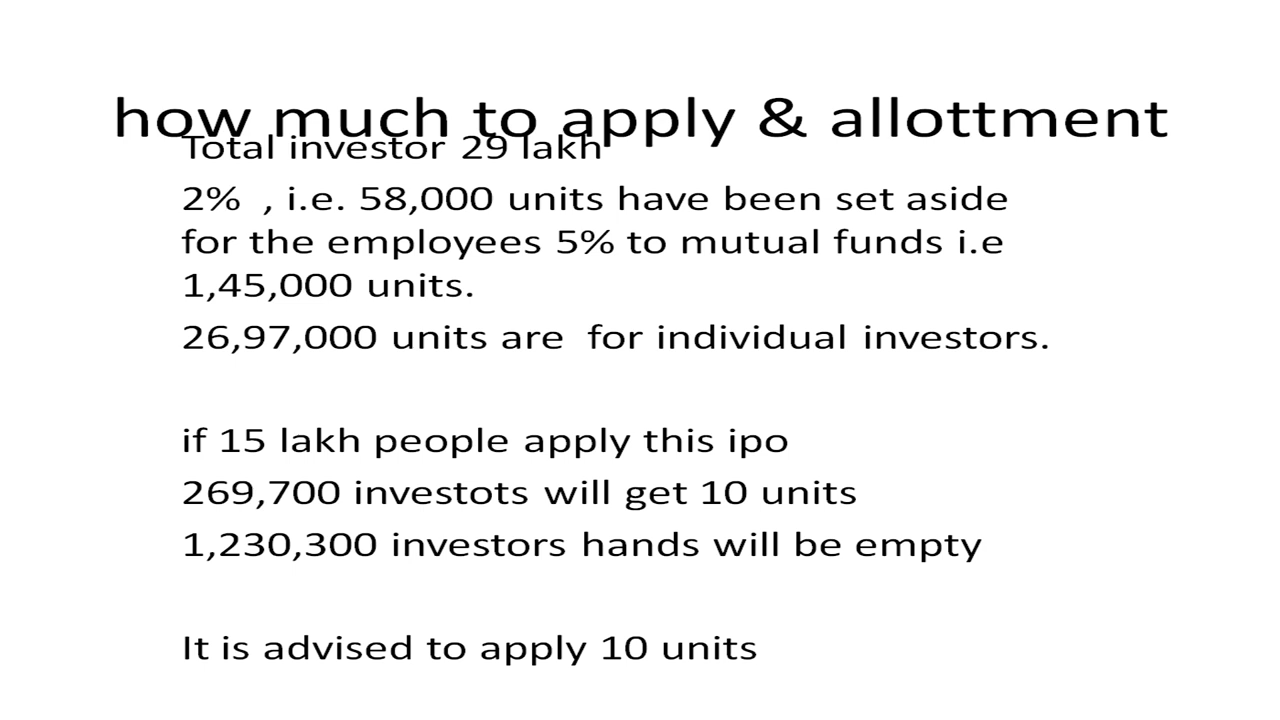 how much to apply & allottment
Total investor 29 lakh
2%  , i.e. 58,000 units have been set aside
for the employees 5% to mutual funds i.e
1,45,000 units.
26,97,000 units are  for individual investors.
if 15 lakh people apply this ipo
269,700 investots will get 10 units
1,230,300 investors hands will be empty
It is advised to apply 10 units